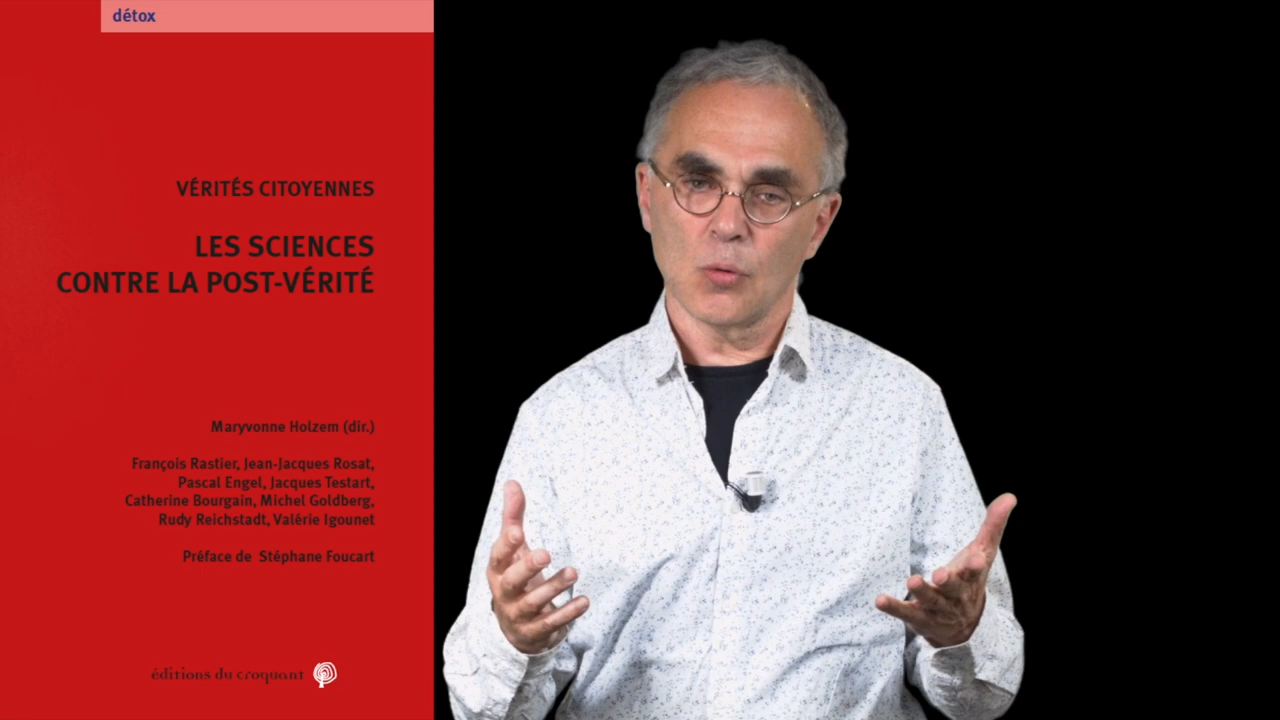 détox
VÉRITÉS CITOYENNES
LES SCIENCES
CONTRE LA POST-VÉRITÉ
Maryvonne Holzem (dir.)
François Rastier, Jean-Jacques Rosat,
Pascal Engel, Jacques Testart,
Catherine Bourgain, Michel Goldberg,
Rudy Reichstadt, Valérie Igounet
Préface de Stéphane Foucart
éditions du croquant